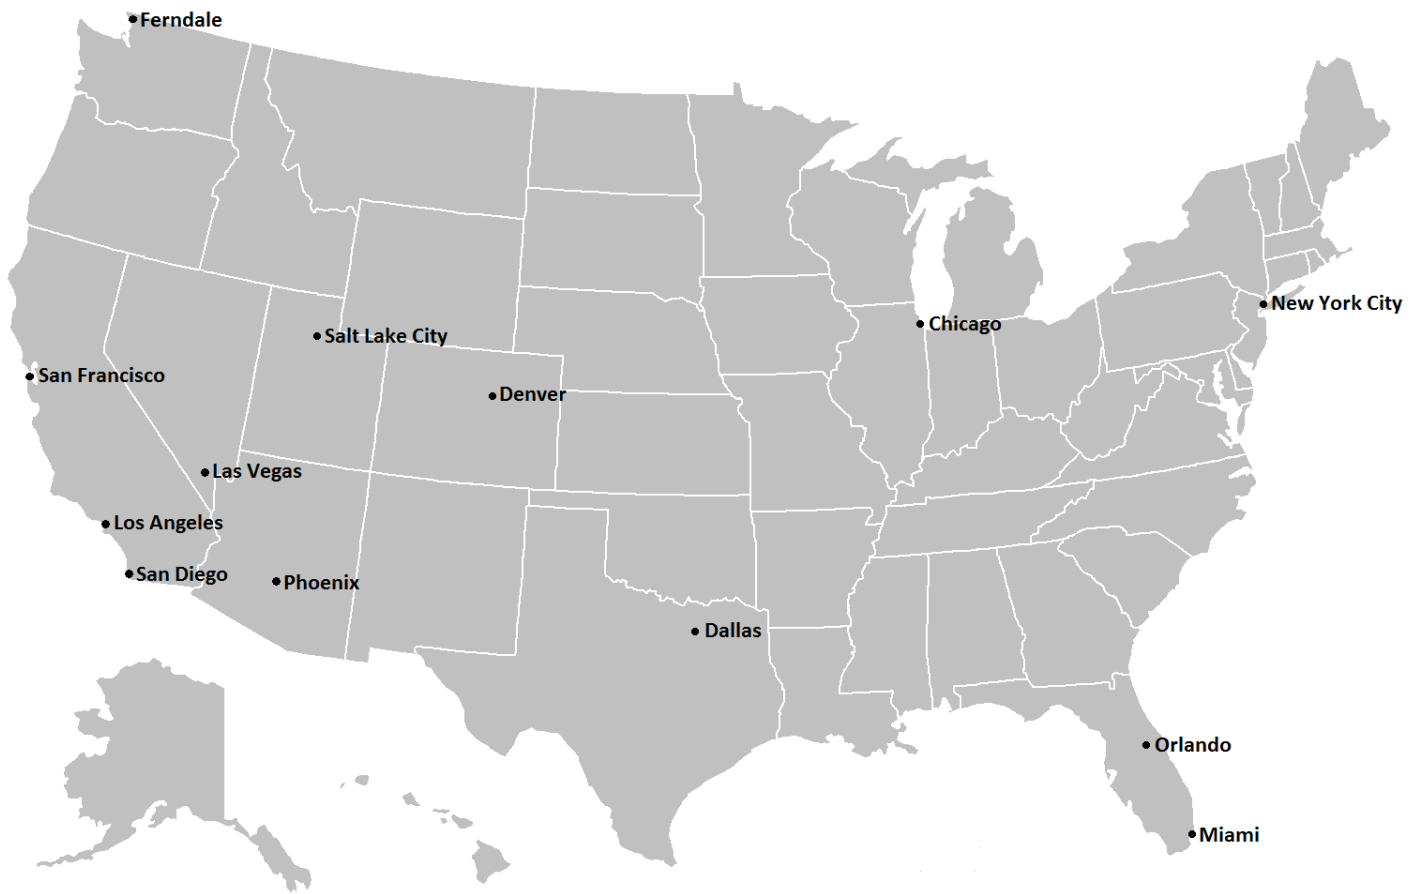 Ferndale
New York City
Chicago
Salt Lake City
San Francisco
Denver
Las Vegas
Los Angeles
San Diego
Phoenix
Dallas
Orlando
Miami